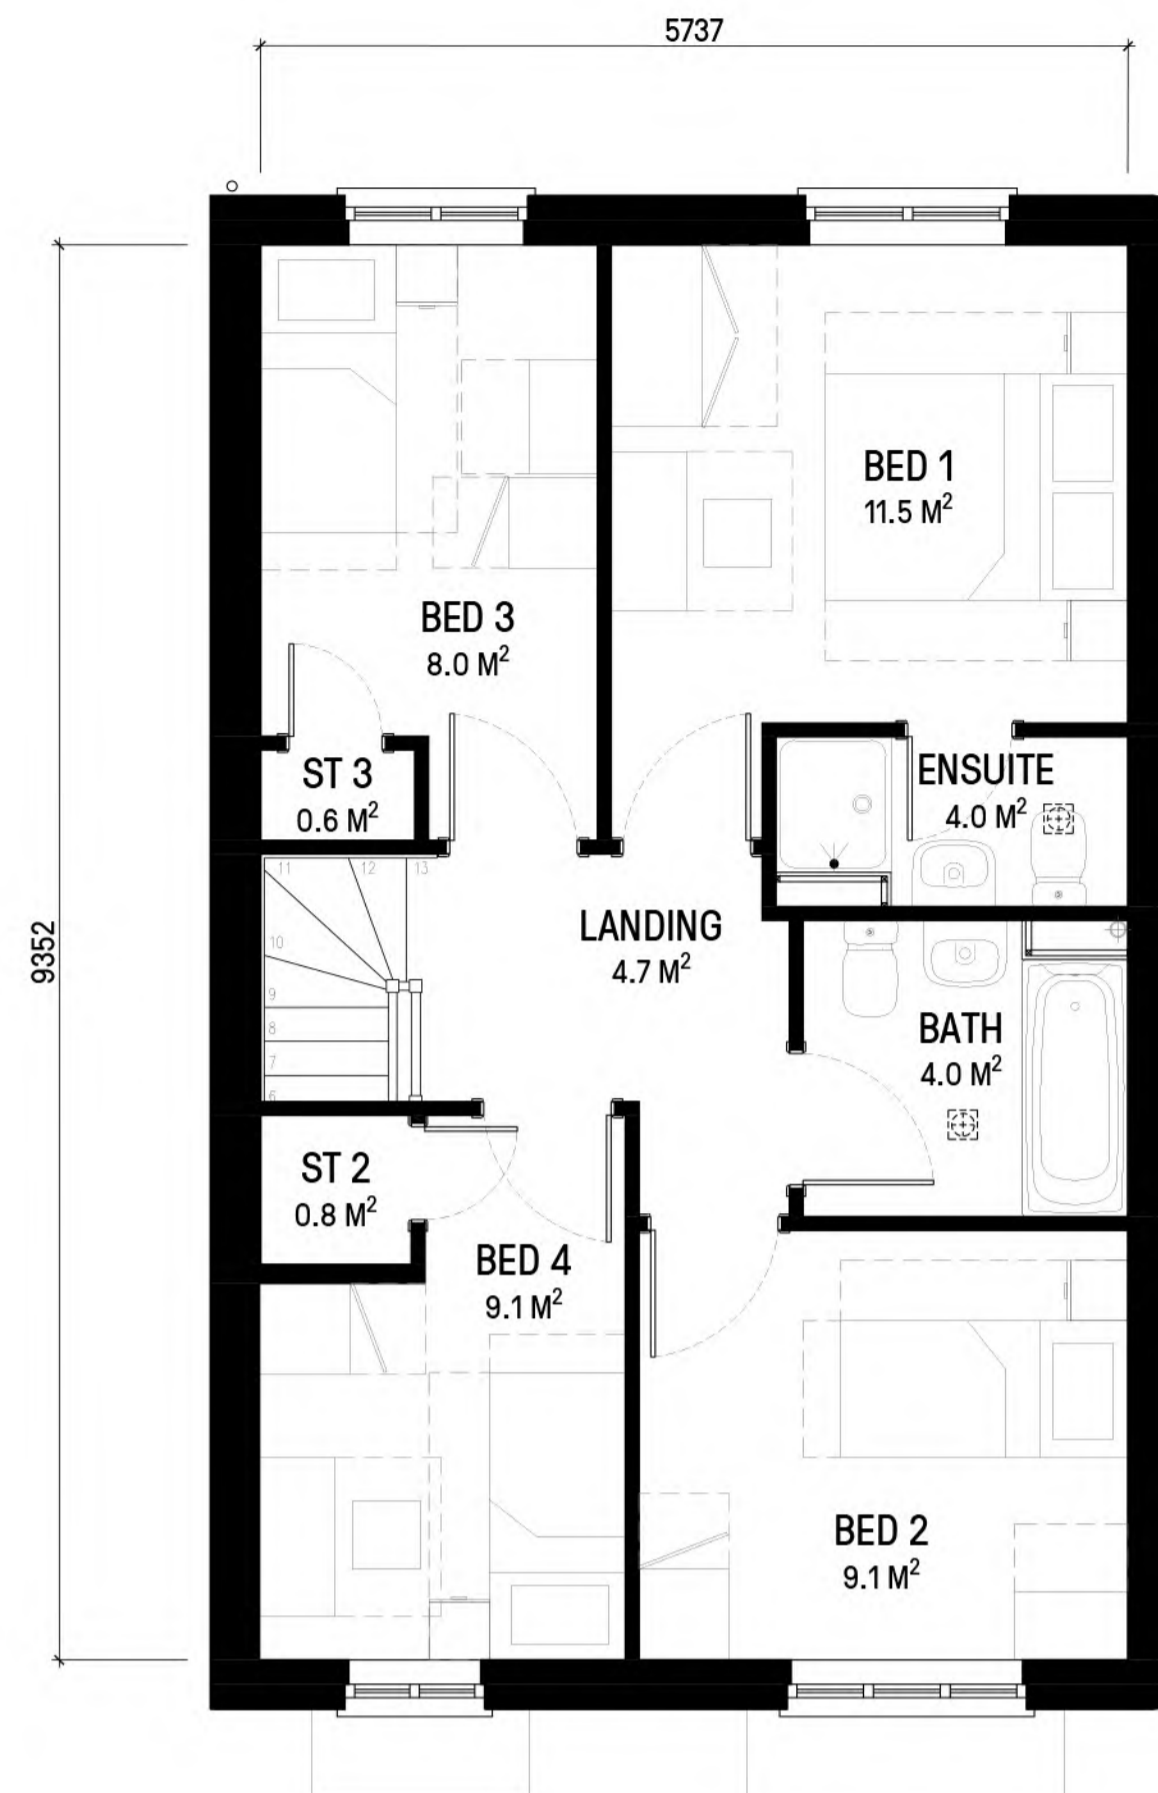 5737
9352
BED 1
11.5 M²
BED 3
8.0 M²
ST 3
0.6 M²
ENSUITE
4.0 M²
11
12
13
10
9
8
7
6
LANDING
4.7 M²
BATH
4.0 M²
ST 2
0.8 M²
BED 4
9.1 M²
BED 2
9.1 M²